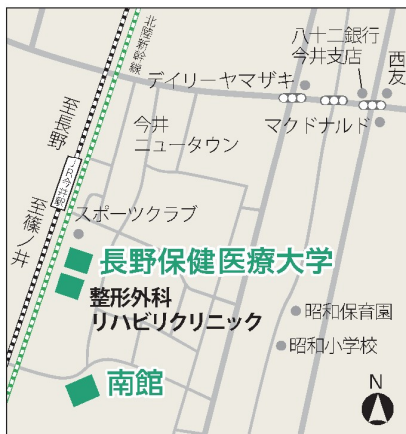 北陸新幹線
八十二銀行
今井支店
西友
デイリーヤマザキ
マクドナルド
至長野
今井
ニュータウン
JR今井駅
至篠ノ井
スポーツクラブ
長野保健医療大学
整形外科
リハビリクリニック
昭和保育園
昭和小学校
南館
N